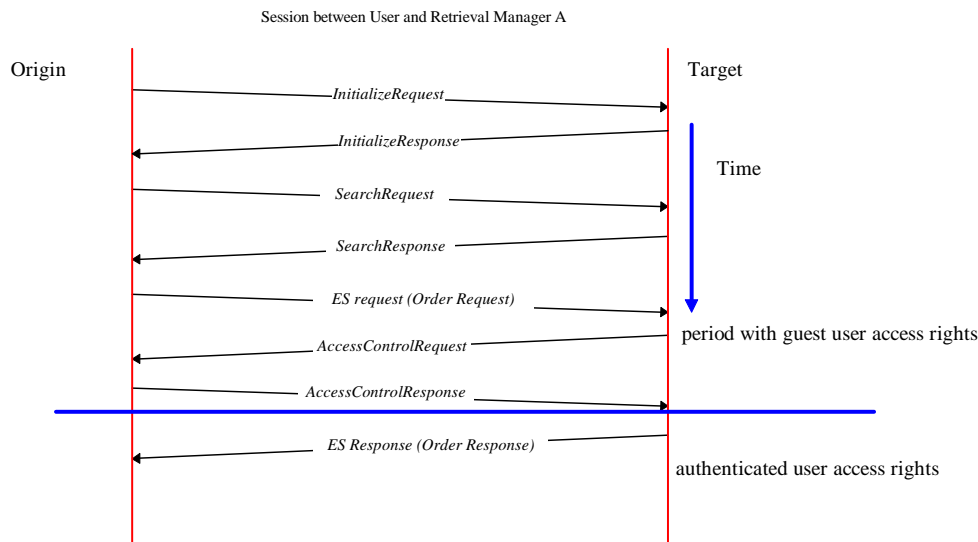 Session between User and Retrieval Manager A
Origin
Target
InitializeRequest
InitializeResponse
Time
SearchRequest
SearchResponse
ES request (Order Request)
period with guest user access rights
AccessControlRequest
AccessControlResponse
ES Response (Order Response)
authenticated user access rights